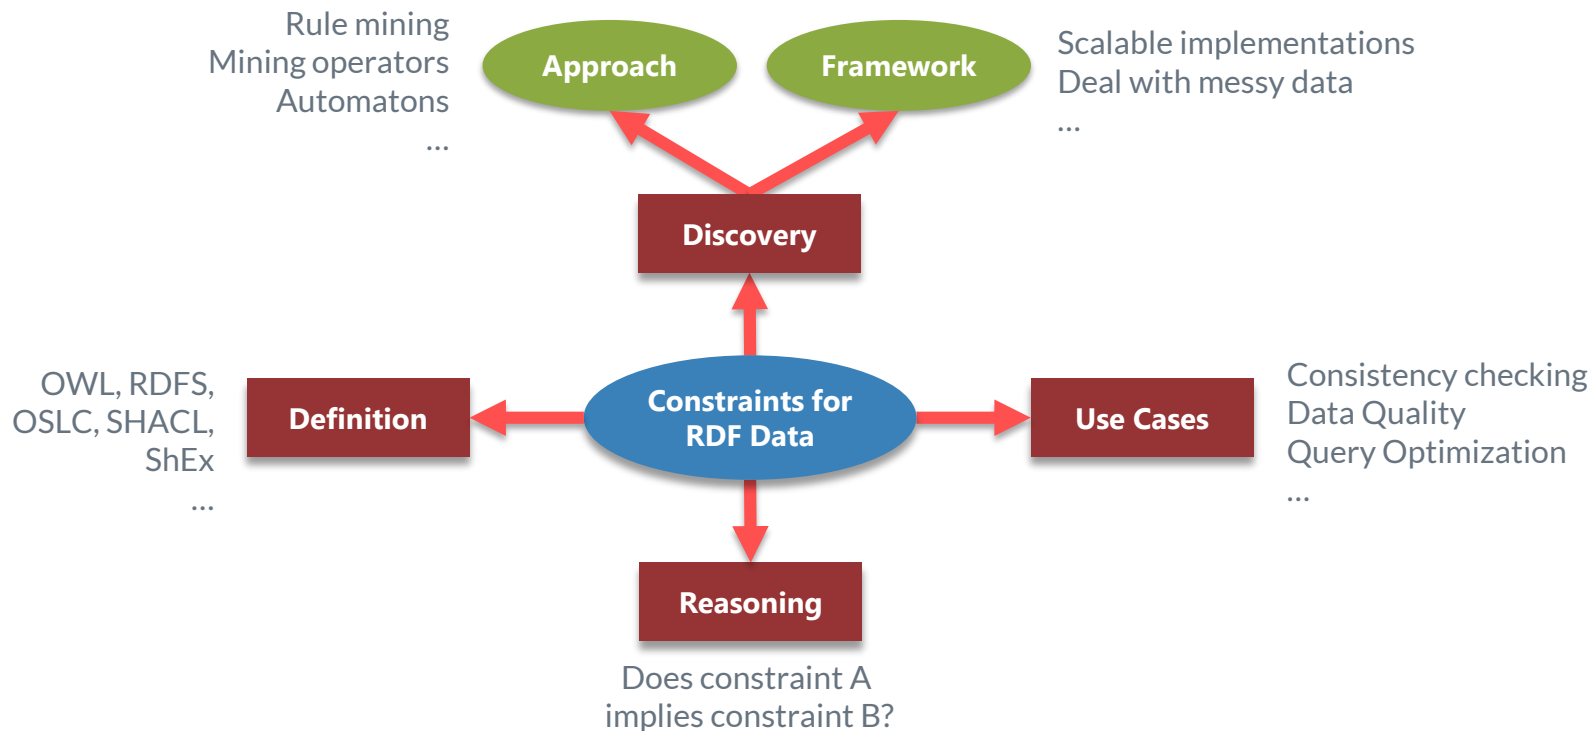 Rule mining
Mining operators
Automatons
...
Approach
Framework
Scalable implementations
Deal with messy data
...
Discovery
OWL, RDFS,
OSLC, SHACL,
ShEx
...
Definition
Constraints for
RDF Data
Use Cases
Consistency checking
Data Quality
Query Optimization
...
Reasoning
Does constraint A
implies constraint B?